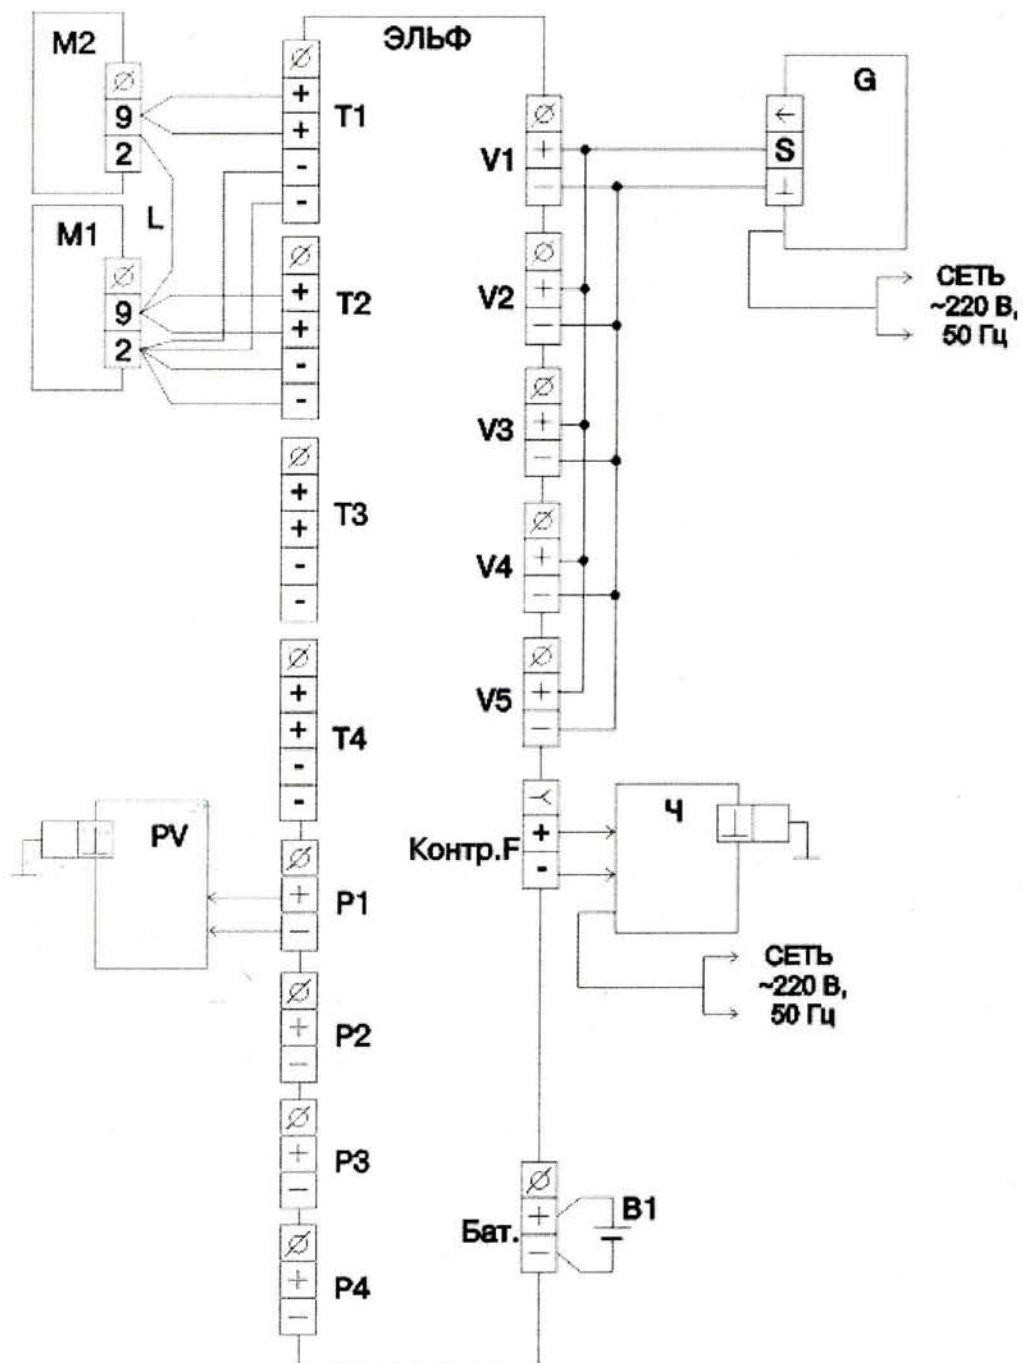 ЭЛЬФ
M2
9
2
M1
9
2
L
∅
+
+
-
-
T1
∅
+
+
-
-
T2
∅
+
+
-
-
T3
∅
+
+
-
-
T4
PV
∅
+
−
P1
∅
+
−
P2
∅
+
−
P3
∅
+
−
P4
V1
∅
+
−
V2
∅
+
−
V3
∅
+
−
V4
∅
+
−
V5
∅
+
−
G
←
S
⊥
СЕТЬ
~220 В,
50 Гц
Контр.F
+
-
Ч
СЕТЬ
~220 В,
50 Гц
Бат.
∅
+
−
B1